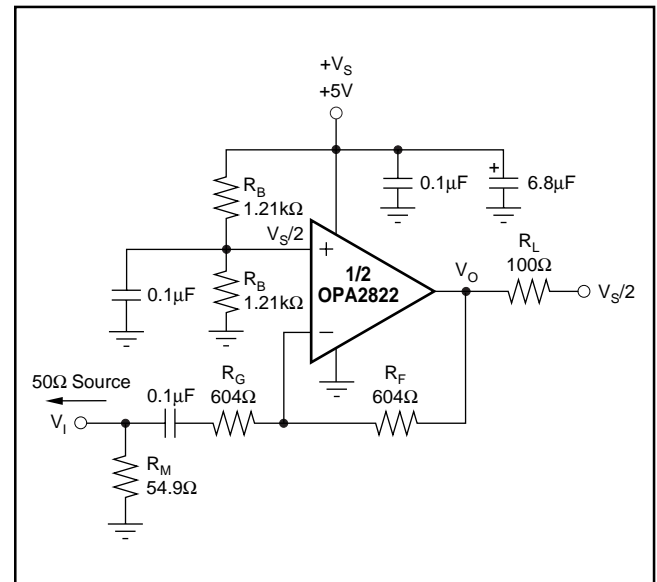 +V_S
+5V
R_B
1.21kΩ
0.1µF
+
6.8µF
V_S/2
+
1/2
OPA2822
−
R_L
100Ω
V_O
V_S/2
0.1µF
R_B
1.21kΩ
50Ω Source
0.1µF
R_G
604Ω
R_F
604Ω
V_I
R_M
54.9Ω